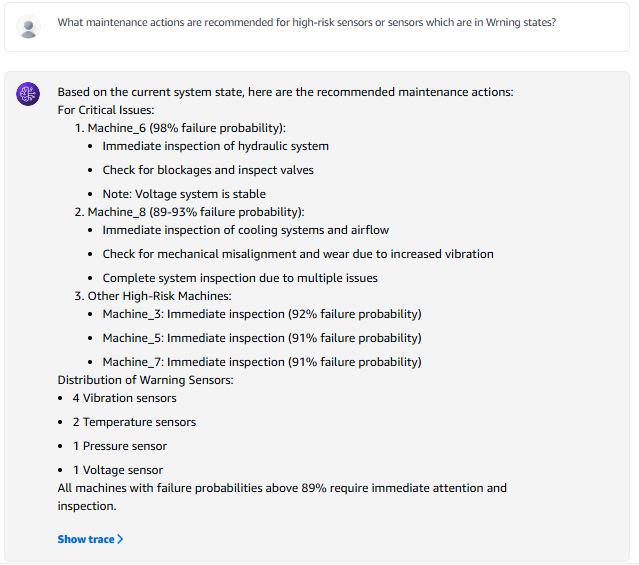 What maintenance actions are recommended for high-risk sensors or sensors which are in Wrning states?
Based on the current system state, here are the recommended maintenance actions:
For Critical Issues:
1. Machine_6 (98% failure probability):
• Immediate inspection of hydraulic system
• Check for blockages and inspect valves
• Note: Voltage system is stable
2. Machine_8 (89-93% failure probability):
• Immediate inspection of cooling systems and airflow
• Check for mechanical misalignment and wear due to increased vibration
• Complete system inspection due to multiple issues
3. Other High-Risk Machines:
• Machine_3: Immediate inspection (92% failure probability)
• Machine_5: Immediate inspection (91% failure probability)
• Machine_7: Immediate inspection (91% failure probability)
Distribution of Warning Sensors:
• 4 Vibration sensors
• 2 Temperature sensors
• 1 Pressure sensor
• 1 Voltage sensor
All machines with failure probabilities above 89% require immediate attention and
inspection.
Show trace >